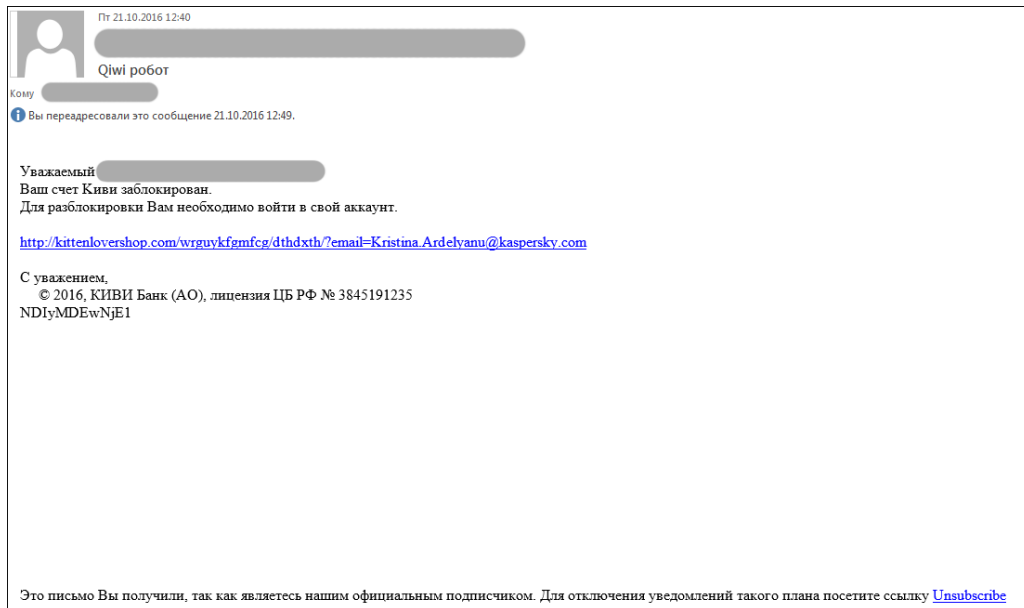 Пт 21.10.2016 12:40
Qiwi робот
Кому
Вы переадресовали это сообщение 21.10.2016 12:49.
Уважаемый
Ваш счет Киви заблокирован.
Для разблокировки Вам необходимо войти в свой аккаунт.
http://kittenlovershop.com/wrguykfgmfcg/dthdxth/?email=Kristina.Ardelyanu@kaspersky.com
С уважением,
© 2016, КИВИ Банк (АО), лицензия ЦБ РФ № 3845191235
NDIyMDEwNjE1
Это письмо Вы получили, так как являетесь нашим официальным подписчиком. Для отключения уведомлений такого плана посетите ссылку Unsubscribe